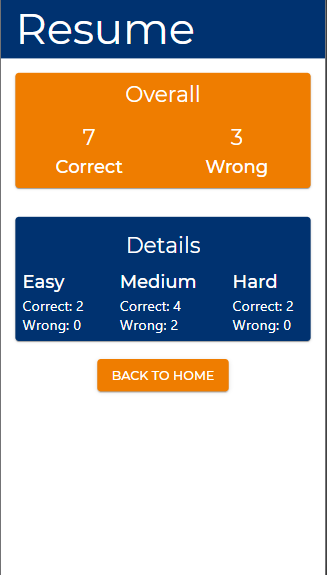 Resume
Overall
7 3
Correct Wrong
Details
Easy Medium Hard
Correct: 2 Correct: 4 Correct: 2
Wrong: 0 Wrong: 2 Wrong: 0
BACK TO HOME